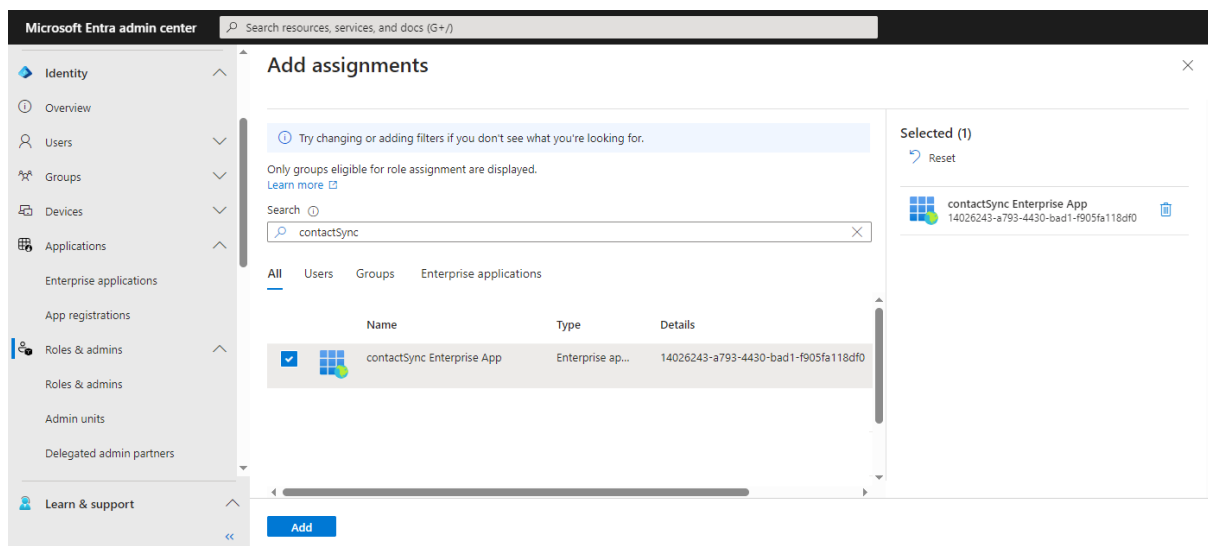 Microsoft Entra admin center
Search resources, services, and docs (G+/)
Identity
Overview
Users
Groups
Devices
Applications
Enterprise applications
App registrations
Roles & admins
Roles & admins
Admin units
Delegated admin partners
Learn & support
Add assignments
Try changing or adding filters if you don't see what you're looking for.
Only groups eligible for role assignment are displayed.
Learn more
Search
contactSync
All Users Groups Enterprise applications
Name Type Details
contactSync Enterprise App Enterprise ap... 14026243-a793-4430-bad1-f905fa118df0
Add
Selected (1)
Reset
contactSync Enterprise App
14026243-a793-4430-bad1-f905fa118df0